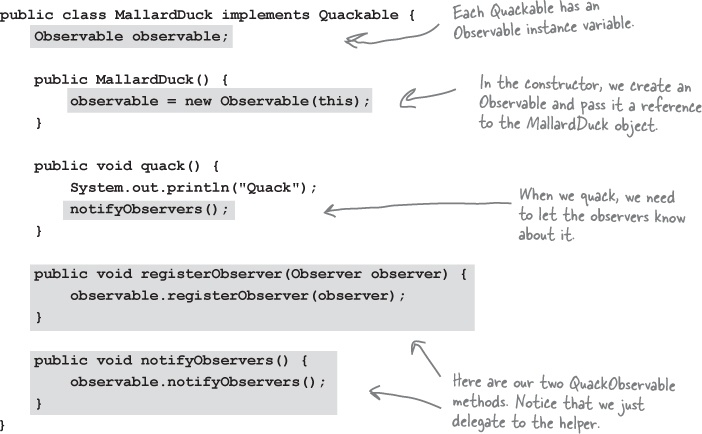 public class MallardDuck implements Quackable {
Observable observable;
Each Quackable has an
Observable instance variable.
public MallardDuck() {
observable = new Observable(this);
}
In the constructor, we create an
Observable and pass it a reference
to the MallardDuck object.
public void quack() {
System.out.println("Quack");
notifyObservers();
}
When we quack, we need
to let the observers know
about it.
public void registerObserver(Observer observer) {
observable.registerObserver(observer);
}
public void notifyObservers() {
observable.notifyObservers();
}
Here are our two QuackObservable
methods. Notice that we just
delegate to the helper.
}